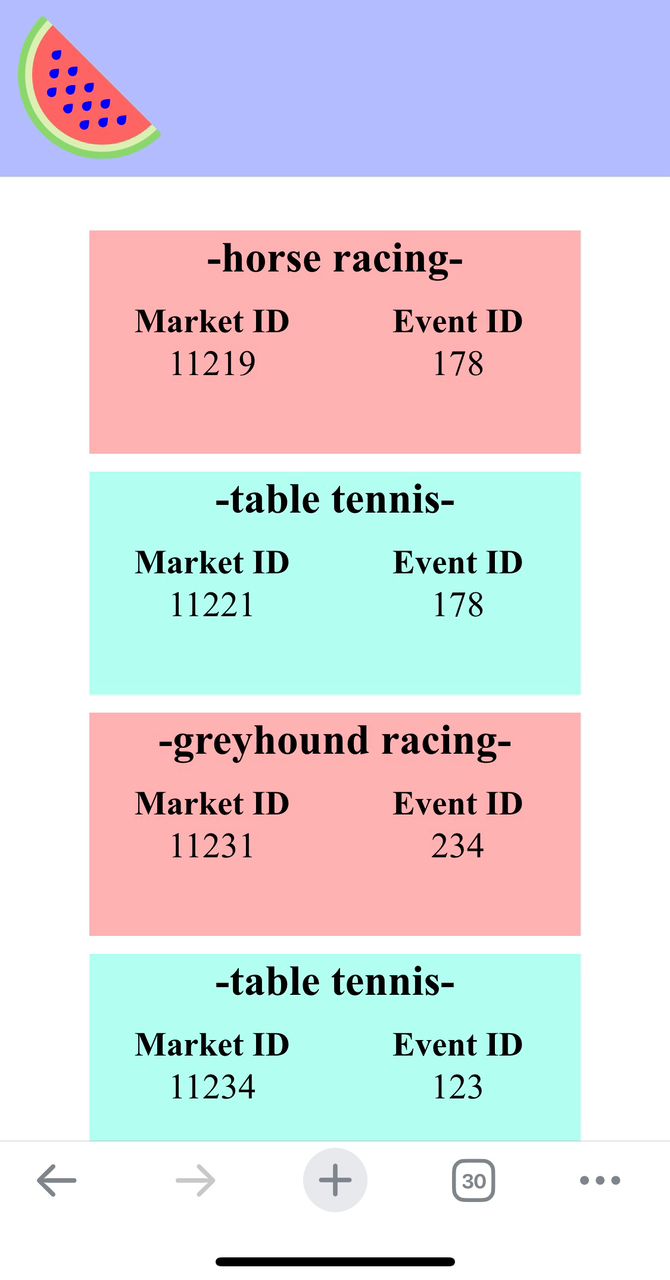 -horse racing-
Market ID Event ID
11219 178
-table tennis-
Market ID Event ID
11221 178
-greyhound racing-
Market ID Event ID
11231 234
-table tennis-
Market ID Event ID
11234 123
30